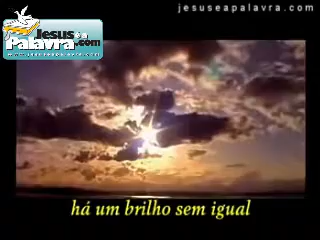 jesuseapalavra.com
Jesus é a
Palavra.com
há um brilho sem igual